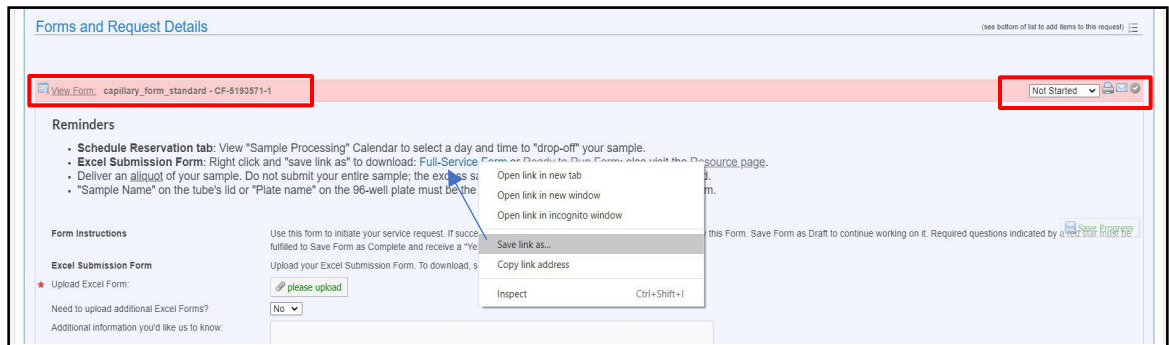 Forms and Request Details
(see bottom of list to add items to this request)
View Form: capillary_form_standard - CF-5193571-1
Not Started
Reminders
• Schedule Reservation tab: View "Sample Processing" Calendar to select a day and time to "drop-off" your sample.
• Excel Submission Form: Right click and "save link as" to download: Full-Service Form or Ready to Run Form; also visit the Resource page.
• Deliver an aliquot of your sample. Do not submit your entire sample; the excess
• "Sample Name" on the tube's lid or "Plate name" on the 96-well plate must be the
Open link in new tab
Open link in new window
Open link in incognito window
Save link as...
Copy link address
Inspect Ctrl+Shift+I
Save Progress
Form Instructions
Use this form to initiate your service request. If this Form. Save Form as Draft to continue working on it. Required questions indicated by a red star must be
fulfilled to Save Form as Complete and receive a
Excel Submission Form
Upload your Excel Submission Form. To download,
Upload Excel Form:
please upload
Need to upload additional Excel Forms?
No
Additional information you'd like us to know: